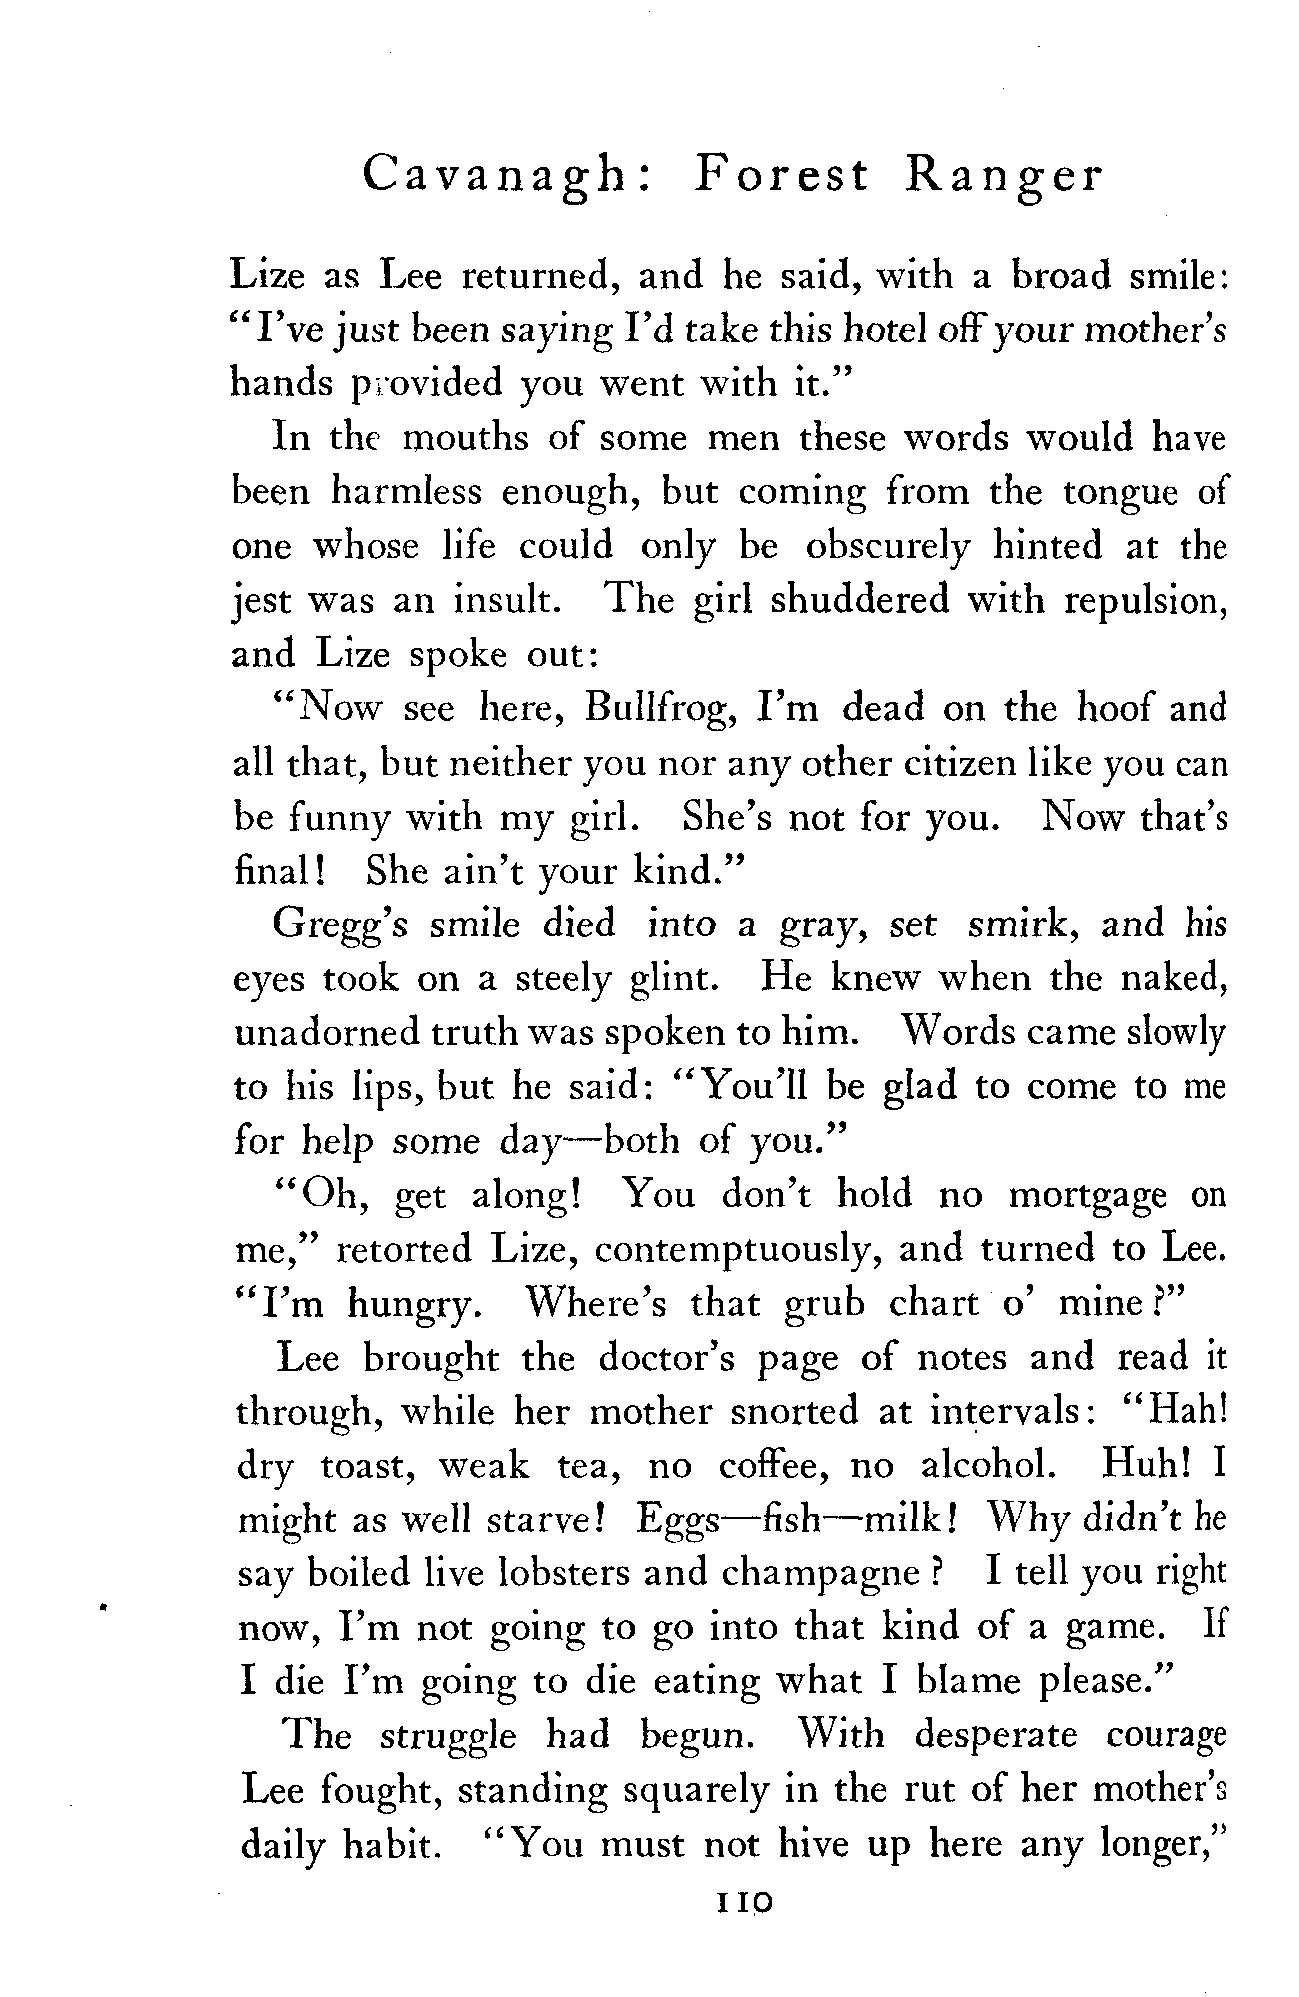 Cavanagh: Forest Ranger
Lize as Lee returned, and he said, with a broad smile:
"I've just been saying I'd take this hotel off your mother's
hands provided you went with it."
In the mouths of some men these words would have
been harmless enough, but coming from the tongue of
one whose life could only be obscurely hinted at the
jest was an insult. The girl shuddered with repulsion,
and Lize spoke out:
"Now see here, Bullfrog, I'm dead on the hoof and
all that, but neither you nor any other citizen like you can
be funny with my girl. She's not for you. Now that's
final! She ain't your kind."
Gregg's smile died into a gray, set smirk, and his
eyes took on a steely glint. He knew when the naked,
unadorned truth was spoken to him. Words came slowly
to his lips, but he said: "You'll be glad to come to me
for help some day—both of you."
"Oh, get along! You don't hold no mortgage on
me," retorted Lize, contemptuously, and turned to Lee.
"I'm hungry. Where's that grub chart o' mine?"
Lee brought the doctor's page of notes and read it
through, while her mother snorted at intervals: "Hah!
dry toast, weak tea, no coffee, no alcohol. Huh! I
might as well starve! Eggs—fish—milk! Why didn't he
say boiled live lobsters and champagne? I tell you right
now, I'm not going to go into that kind of a game. If
I die I'm going to die eating what I blame please."
The struggle had begun. With desperate courage
Lee fought, standing squarely in the rut of her mother's
daily habit. "You must not hive up here any longer,"
110